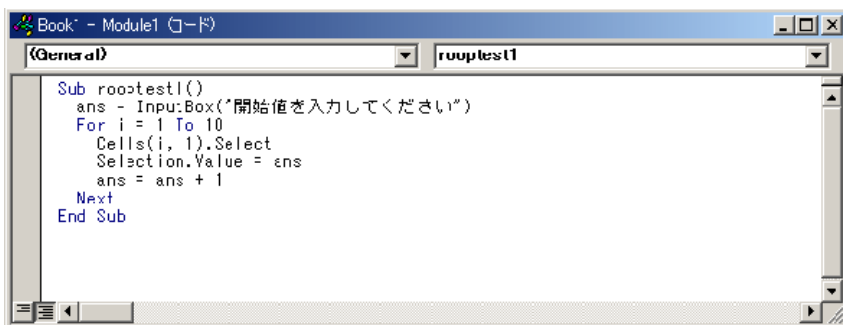 Book1 - Module1 (コード)
(General) rooptest1
Sub rooptest1()
ans = InputBox("開始値を入力してください")
For i = 1 To 10
Cells(i, 1).Select
Selection.Value = ans
ans = ans + 1
Next
End Sub